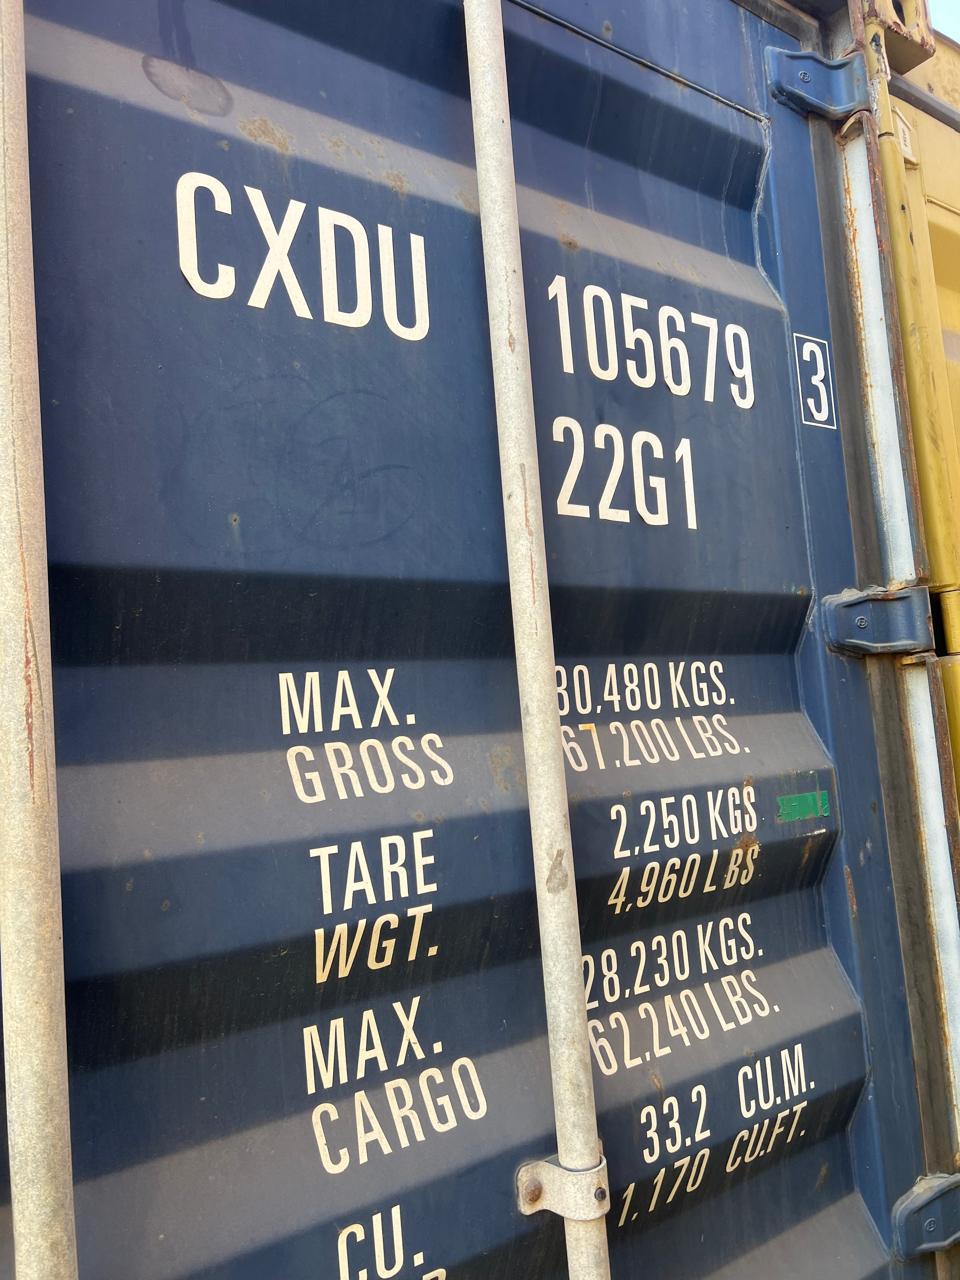 CXDU 105679 3
22G1
MAX. 30,480 KGS.
GROSS 67,200 LBS.
TARE 2,250 KGS
WGT. 4,960 LBS
MAX. 28,230 KGS.
CARGO 62,240 LBS.
33.2 CU.M.
CU. 1,170 CU.FT.